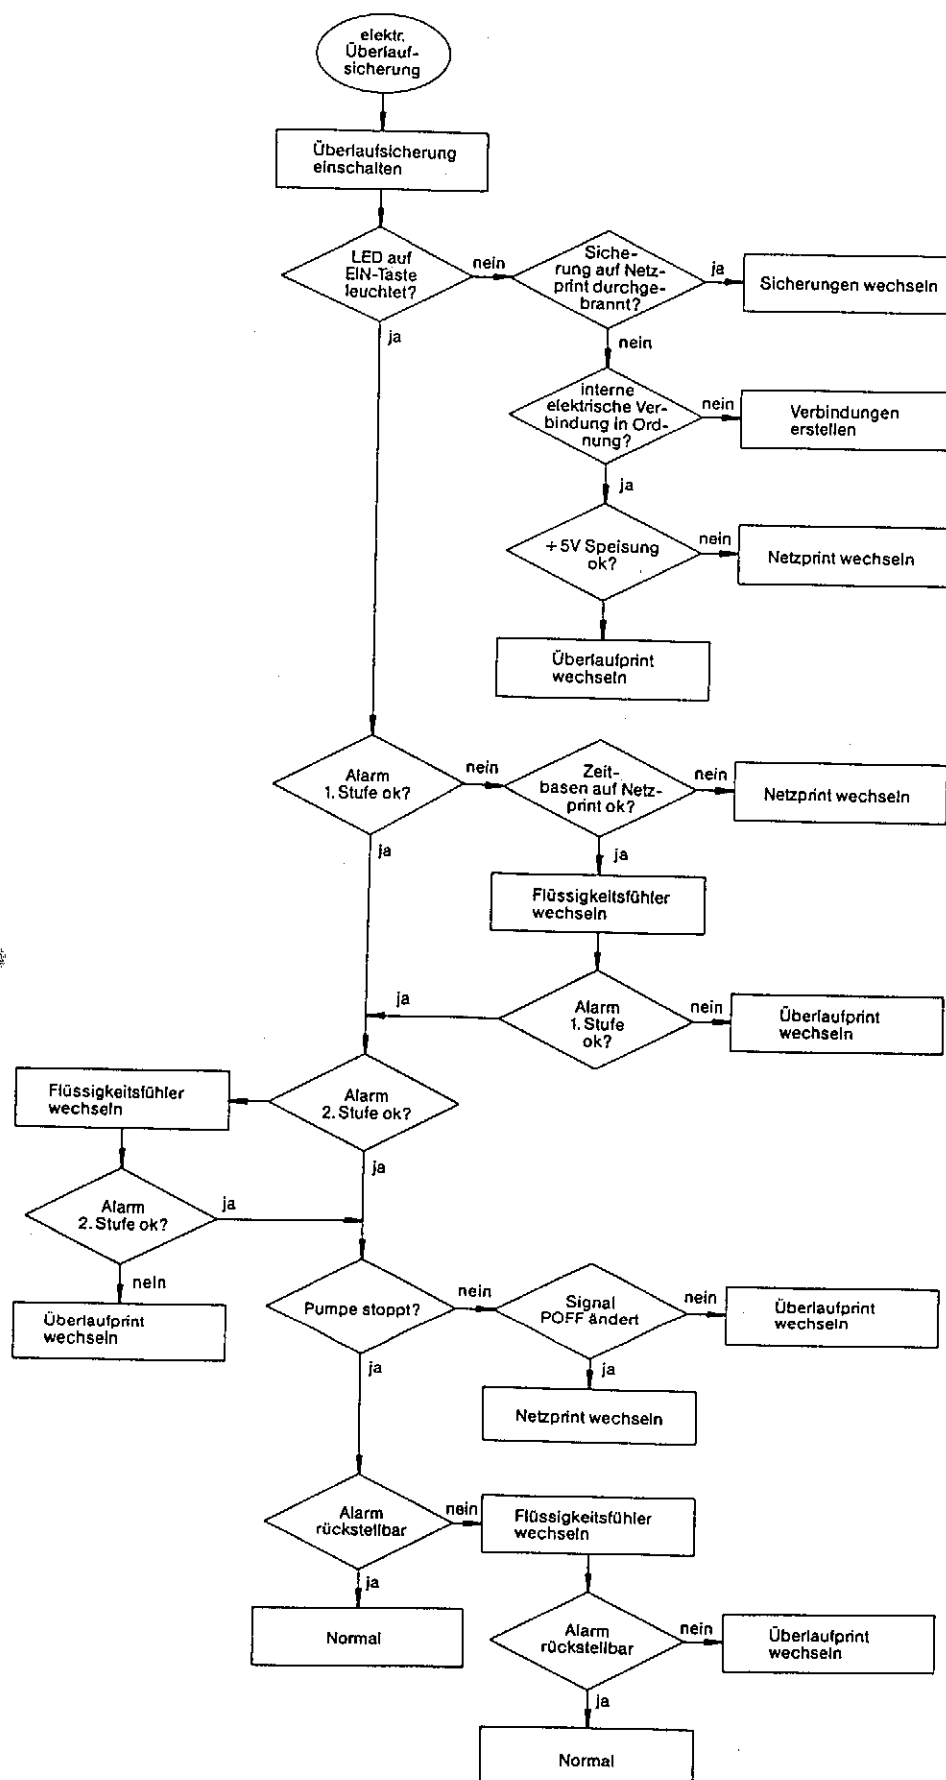 elektr.
Überlauf-
sicherung
Überlaufsicherung
einschalten
LED auf
EIN-Taste
leuchtet?
nein
Siche-
rung auf Netz-
print durchge-
brannt?
ja
Sicherungen wechseln
ja
nein
interne
elektrische Ver-
bindung in Ord-
nung?
nein
Verbindungen
erstellen
ja
+5V Speisung
ok?
nein
Netzprint wechseln
Überlaufprint
wechseln
Alarm
1. Stufe ok?
nein
Zeit-
basen auf Netz-
print ok?
nein
Netzprint wechseln
ja
ja
Flüssigkeitsfühler
wechseln
ja
Alarm
1. Stufe
ok?
nein
Überlaufprint
wechseln
Flüssigkeitsfühler
wechseln
Alarm
2. Stufe ok?
ja
Alarm
2. Stufe ok?
ja
nein
Überlaufprint
wechseln
Pumpe stoppt?
nein
Signal
POFF ändert
nein
Überlaufprint
wechseln
ja
ja
Netzprint wechseln
Alarm
rückstellbar
nein
Flüssigkeitsfühler
wechseln
ja
Normal
Alarm
rückstellbar
nein
Überlaufprint
wechseln
ja
Normal